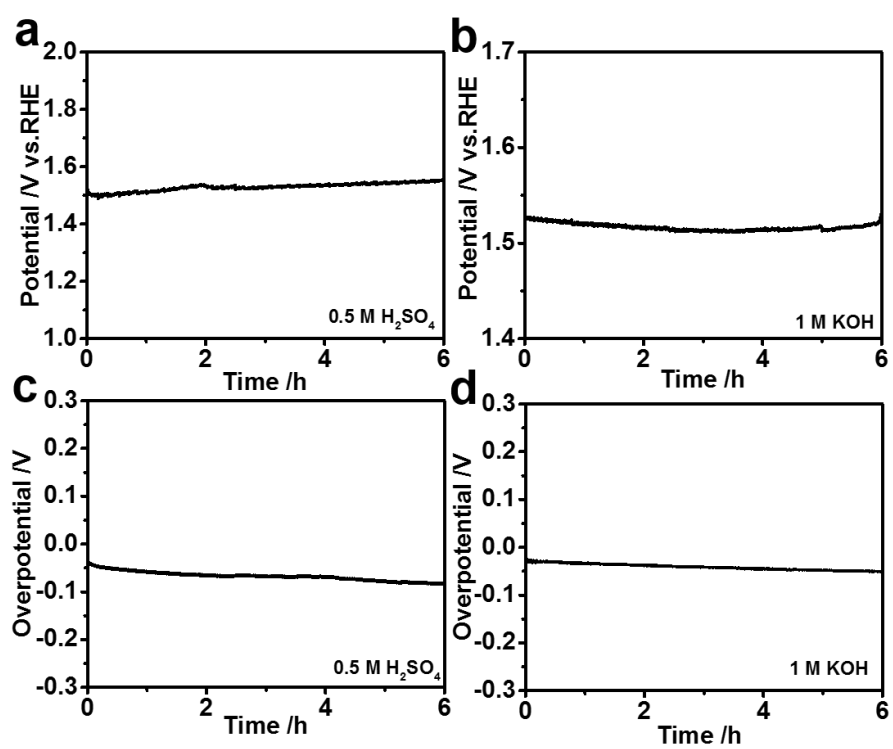 a
2.0
1.8
1.6
1.4
1.2
1.0
Potential /V vs.RHE
0.5 M H₂SO₄
0 2 4 6
Time /h
b
1.7
1.6
1.5
1.4
Potential /V vs.RHE
1 M KOH
0 2 4 6
Time /h
c
0.3
0.2
0.1
0.0
-0.1
-0.2
-0.3
Overpotential /V
0.5 M H₂SO₄
0 2 4 6
Time /h
d
0.3
0.2
0.1
0.0
-0.1
-0.2
-0.3
Overpotential /V
1 M KOH
0 2 4 6
Time /h